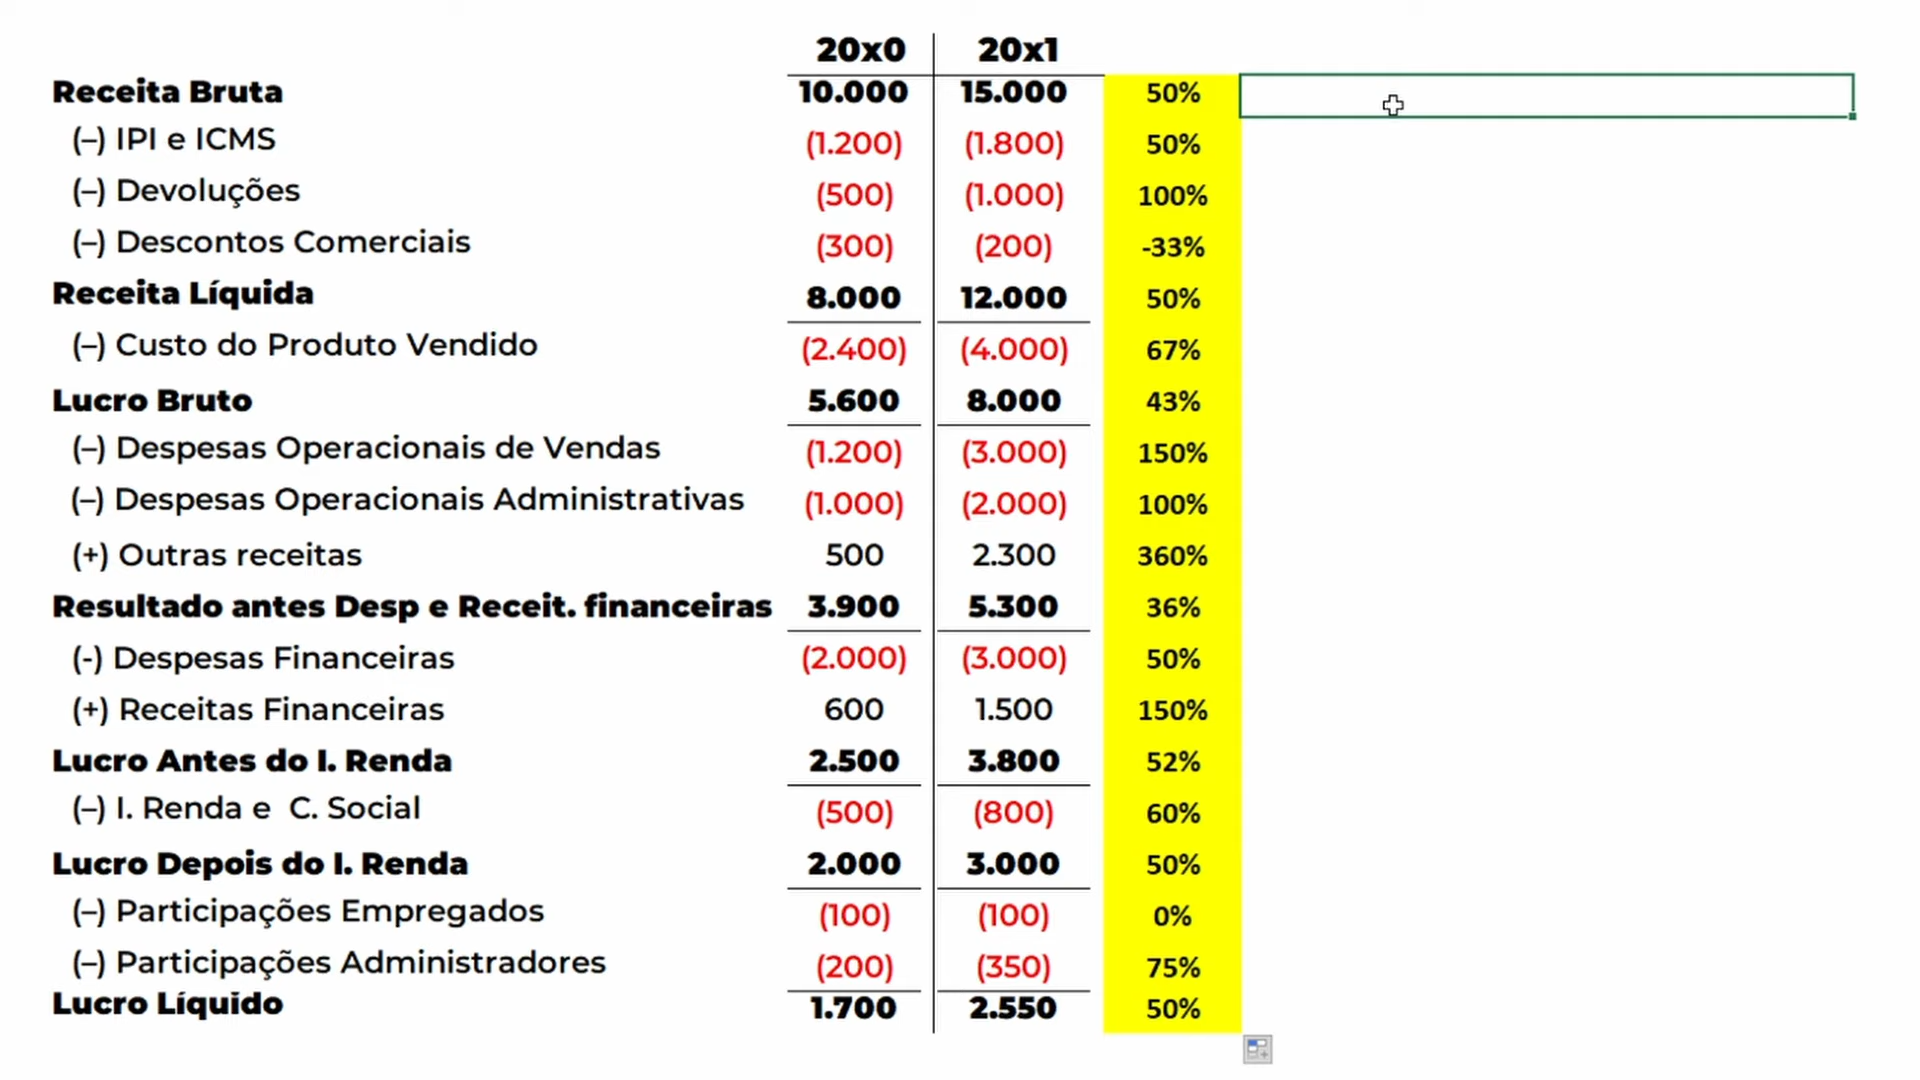 20x0 20x1
Receita Bruta 10.000 15.000 50%
(–) IPI e ICMS (1.200) (1.800) 50%
(–) Devoluções (500) (1.000) 100%
(–) Descontos Comerciais (300) (200) -33%
Receita Líquida 8.000 12.000 50%
(–) Custo do Produto Vendido (2.400) (4.000) 67%
Lucro Bruto 5.600 8.000 43%
(–) Despesas Operacionais de Vendas (1.200) (3.000) 150%
(–) Despesas Operacionais Administrativas (1.000) (2.000) 100%
(+) Outras receitas 500 2.300 360%
Resultado antes Desp e Receit. financeiras 3.900 5.300 36%
(-) Despesas Financeiras (2.000) (3.000) 50%
(+) Receitas Financeiras 600 1.500 150%
Lucro Antes do I. Renda 2.500 3.800 52%
(–) I. Renda e C. Social (500) (800) 60%
Lucro Depois do I. Renda 2.000 3.000 50%
(–) Participações Empregados (100) (100) 0%
(–) Participações Administradores (200) (350) 75%
Lucro Líquido 1.700 2.550 50%